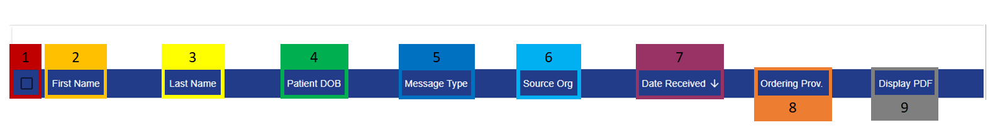 1 2 3 4 5 6 7
First Name Last Name Patient DOB Message Type Source Org Date Received Ordering Prov. Display PDF
8 9